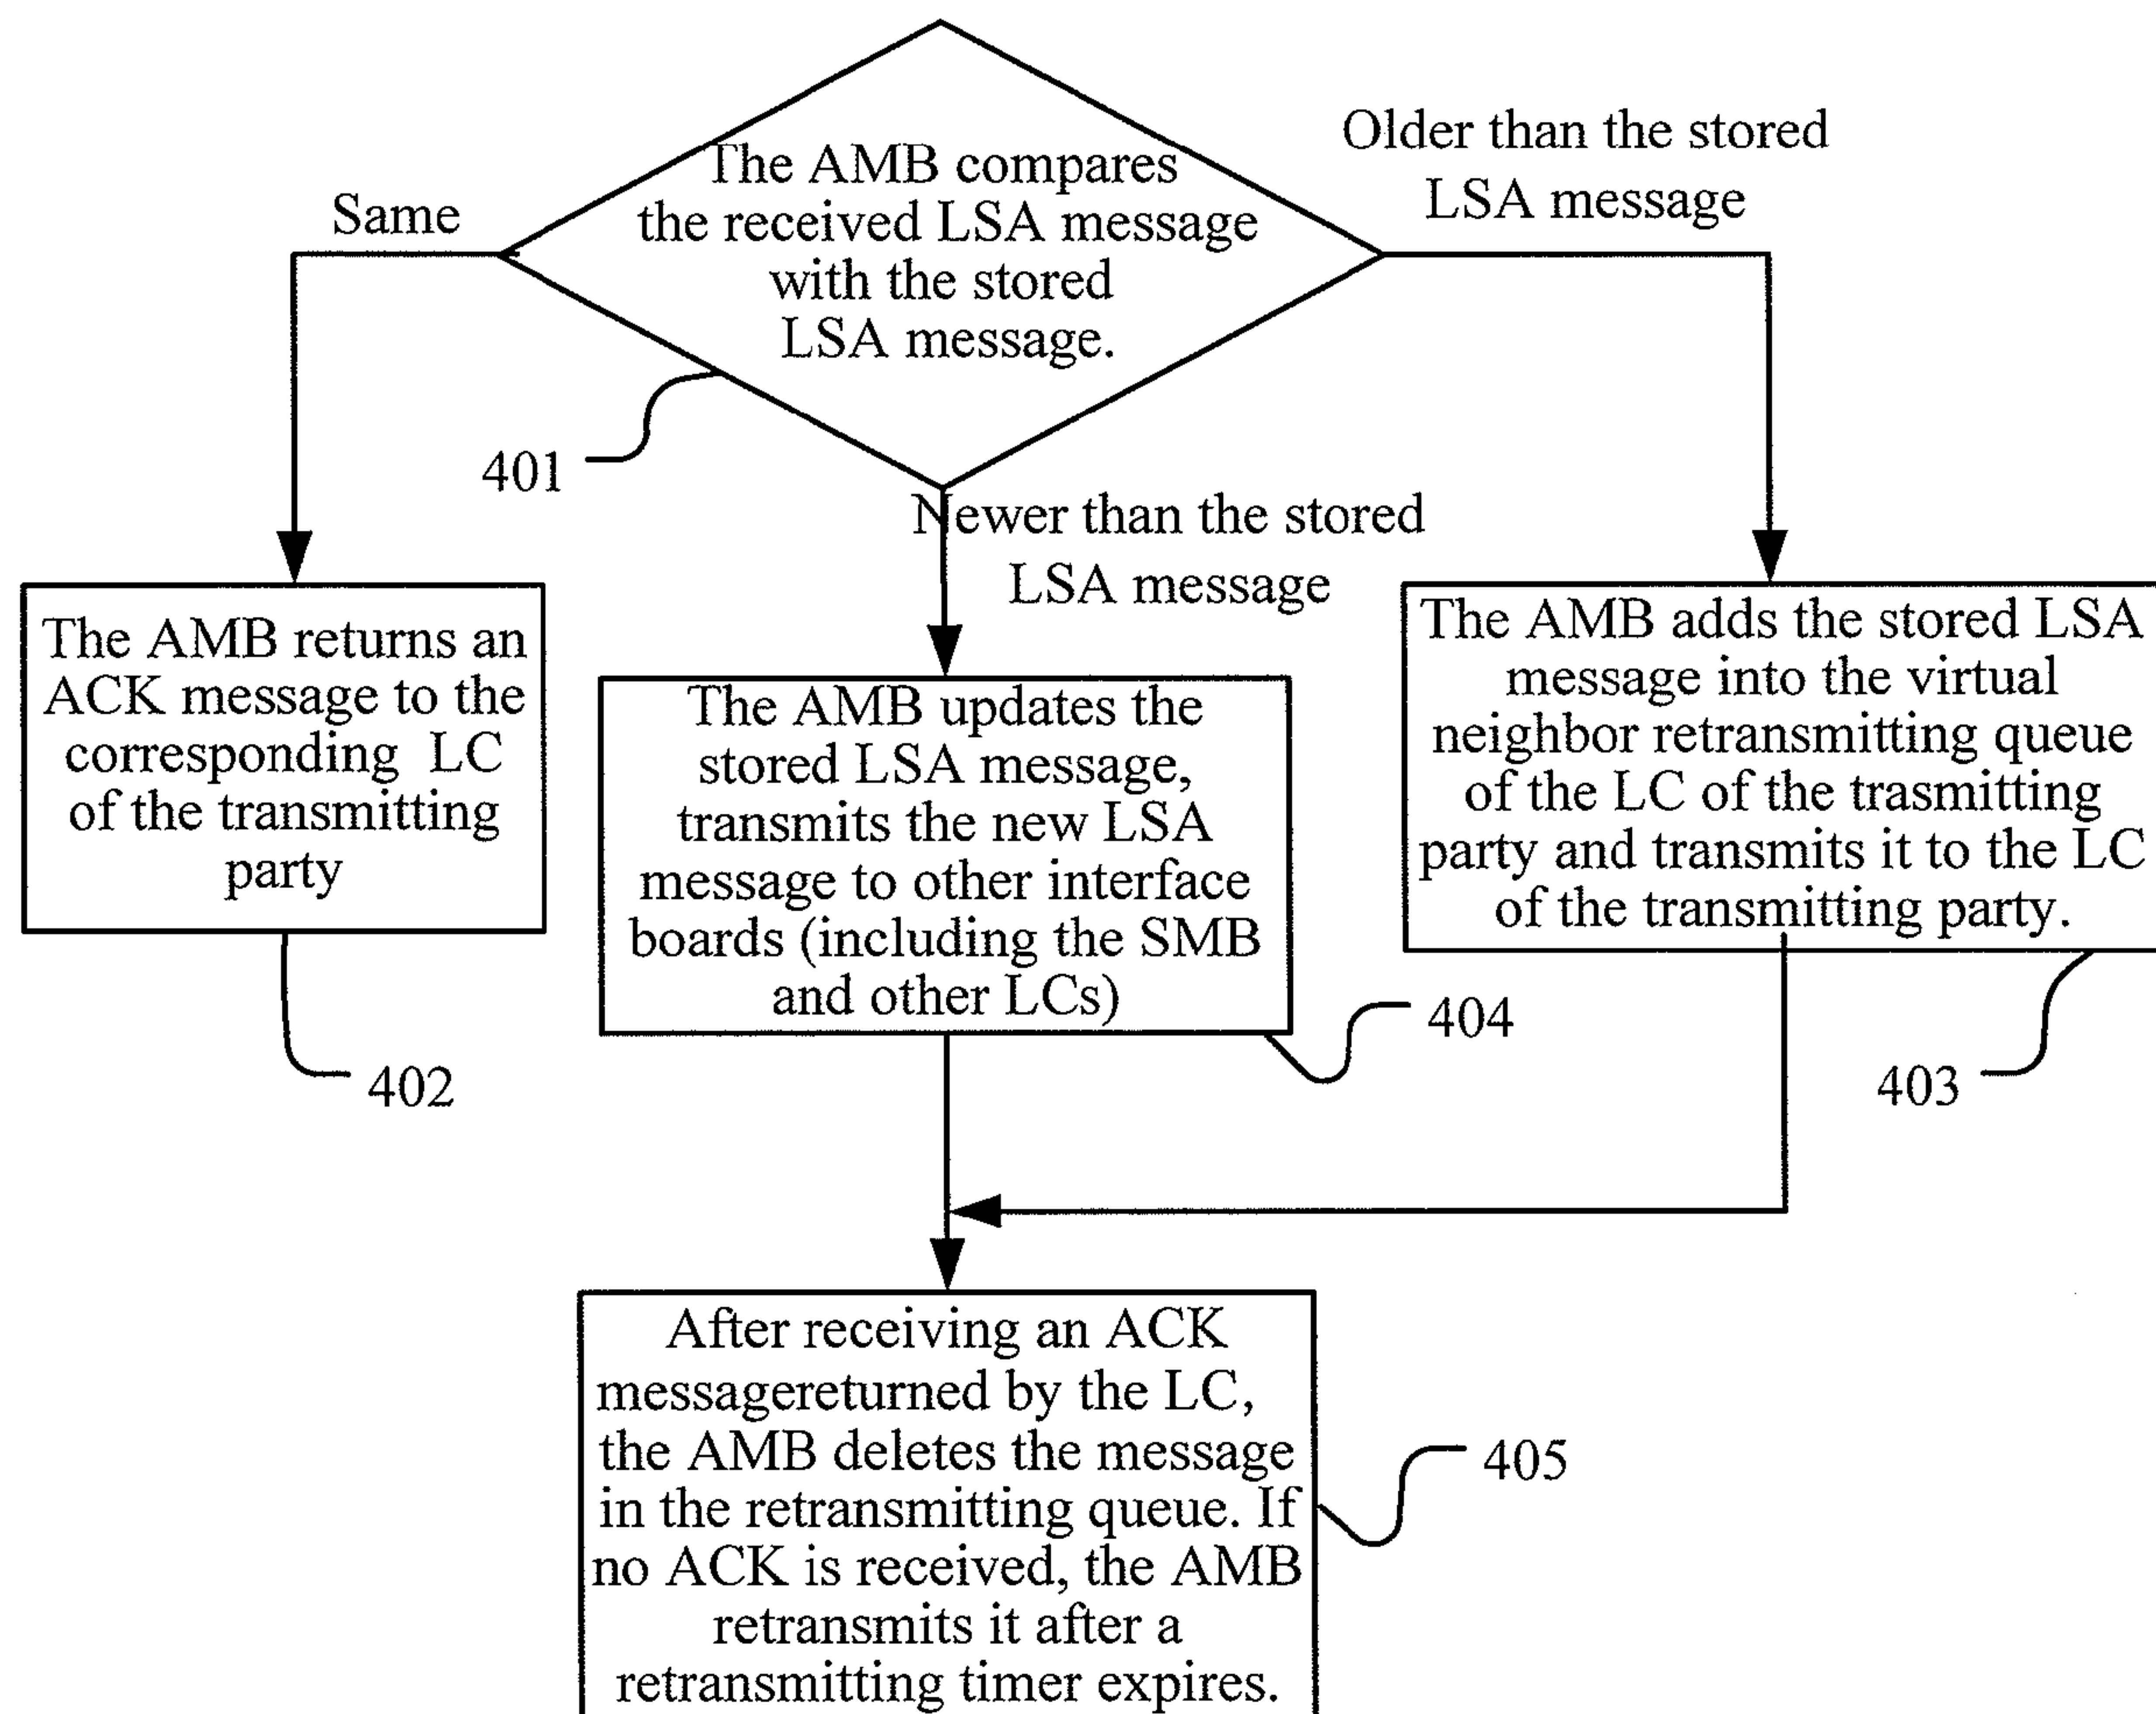 The AMB compares
the received LSA message
with the stored
LSA message.
Same
Older than the stored
LSA message
401
Newer than the stored
LSA message
The AMB returns an
ACK message to the
corresponding LC
of the transmitting
party
402
The AMB updates the
stored LSA message,
transmits the new LSA
message to other interface
boards (including the SMB
and other LCs)
404
The AMB adds the stored LSA
message into the virtual
neighbor retransmitting queue
of the LC of the trasmitting
party and transmits it to the LC
of the transmitting party.
403
After receiving an ACK
messagereturned by the LC,
the AMB deletes the message
in the retransmitting queue. If
no ACK is received, the AMB
retransmits it after a
retransmitting timer expires.
405